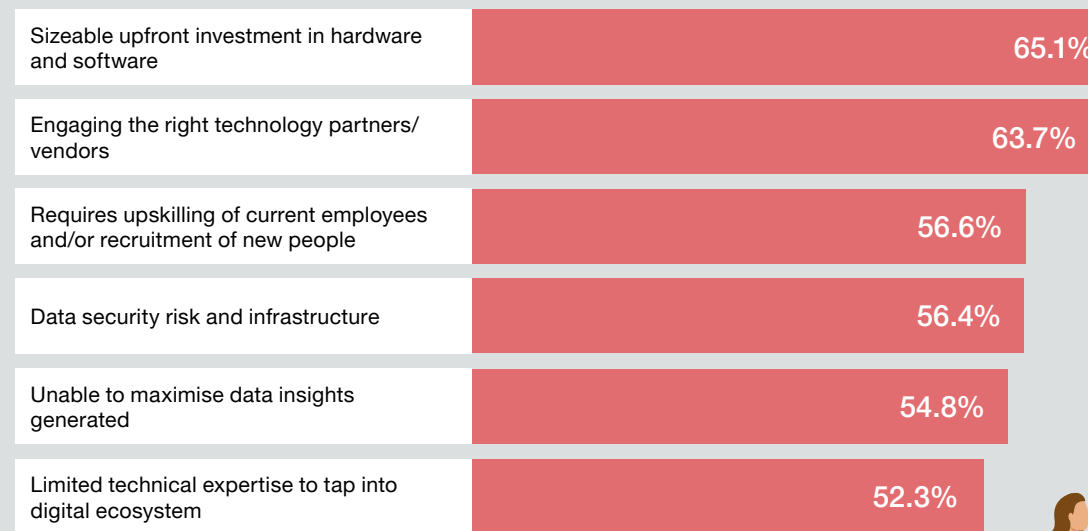 Sizeable upfront investment in hardware
and software
65.1%
Engaging the right technology partners/
vendors
63.7%
Requires upskilling of current employees
and/or recruitment of new people
56.6%
Data security risk and infrastructure
56.4%
Unable to maximise data insights
generated
54.8%
Limited technical expertise to tap into
digital ecosystem
52.3%